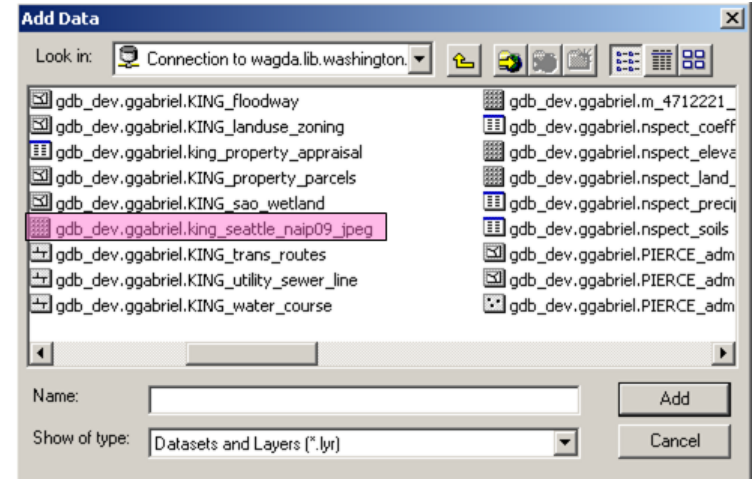 Add Data
Look in: Connection to wagda.lib.washington.
gdb_dev.ggabriel.KING_floodway
gdb_dev.ggabriel.KING_landuse_zoning
gdb_dev.ggabriel.king_property_appraisal
gdb_dev.ggabriel.KING_property_parcels
gdb_dev.ggabriel.KING_sao_wetland
gdb_dev.ggabriel.king_seattle_naip09_jpeg
gdb_dev.ggabriel.KING_trans_routes
gdb_dev.ggabriel.KING_utility_sewer_line
gdb_dev.ggabriel.KING_water_course
gdb_dev.ggabriel.m_4712221_
gdb_dev.ggabriel.nspect_coeff
gdb_dev.ggabriel.nspect_eleva
gdb_dev.ggabriel.nspect_land_
gdb_dev.ggabriel.nspect_precip
gdb_dev.ggabriel.nspect_soils
gdb_dev.ggabriel.PIERCE_adm
gdb_dev.ggabriel.PIERCE_adm
gdb_dev.ggabriel.PIERCE_adm
Name:
Add
Show of type: Datasets and Layers (*.lyr)
Cancel